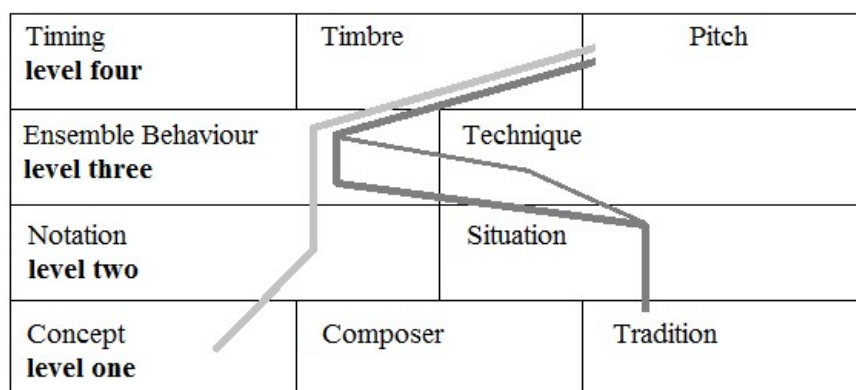 Timing Timbre Pitch
level four
Ensemble Behaviour Technique
level three
Notation Situation
level two
Concept Composer Tradition
level one